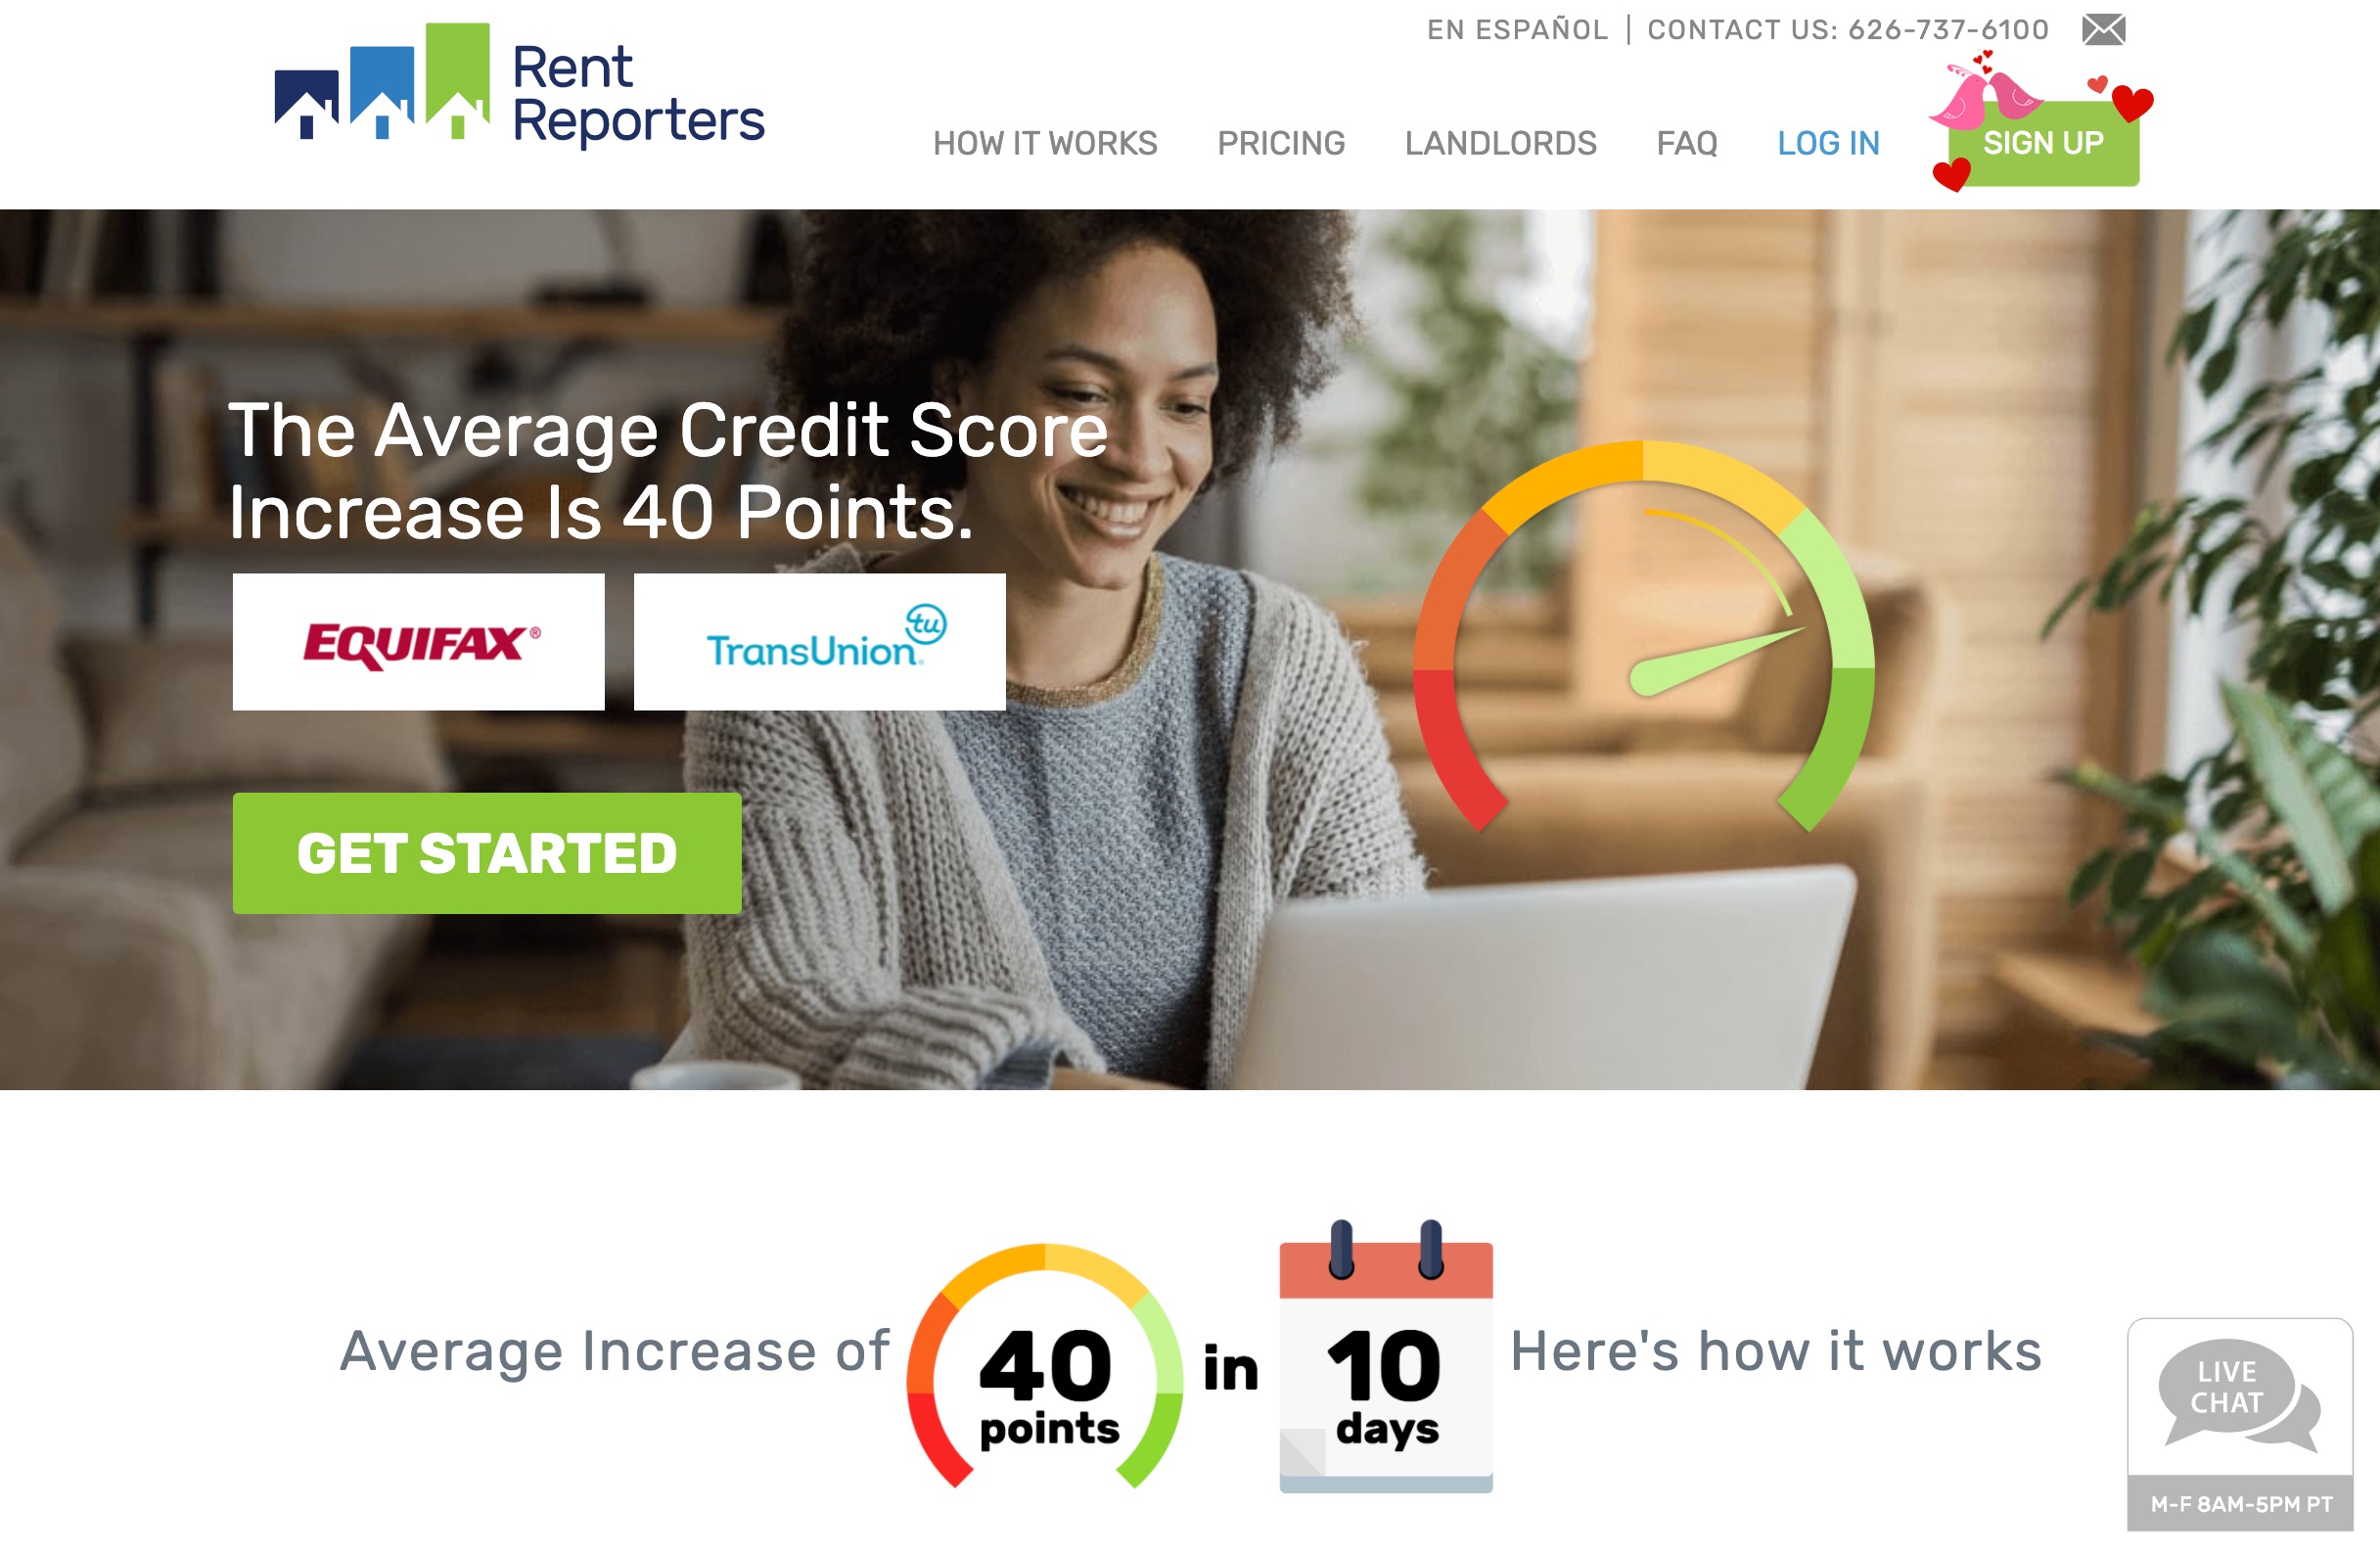 Rent
Reporters
EN ESPAÑOL | CONTACT US: 626-737-6100
HOW IT WORKS PRICING LANDLORDS FAQ LOG IN SIGN UP
The Average Credit Score
Increase Is 40 Points.
EQUIFAX®
TransUnion tu
GET STARTED
Average Increase of 40 points in 10 days Here's how it works
LIVE
CHAT
M-F 8AM-5PM PT